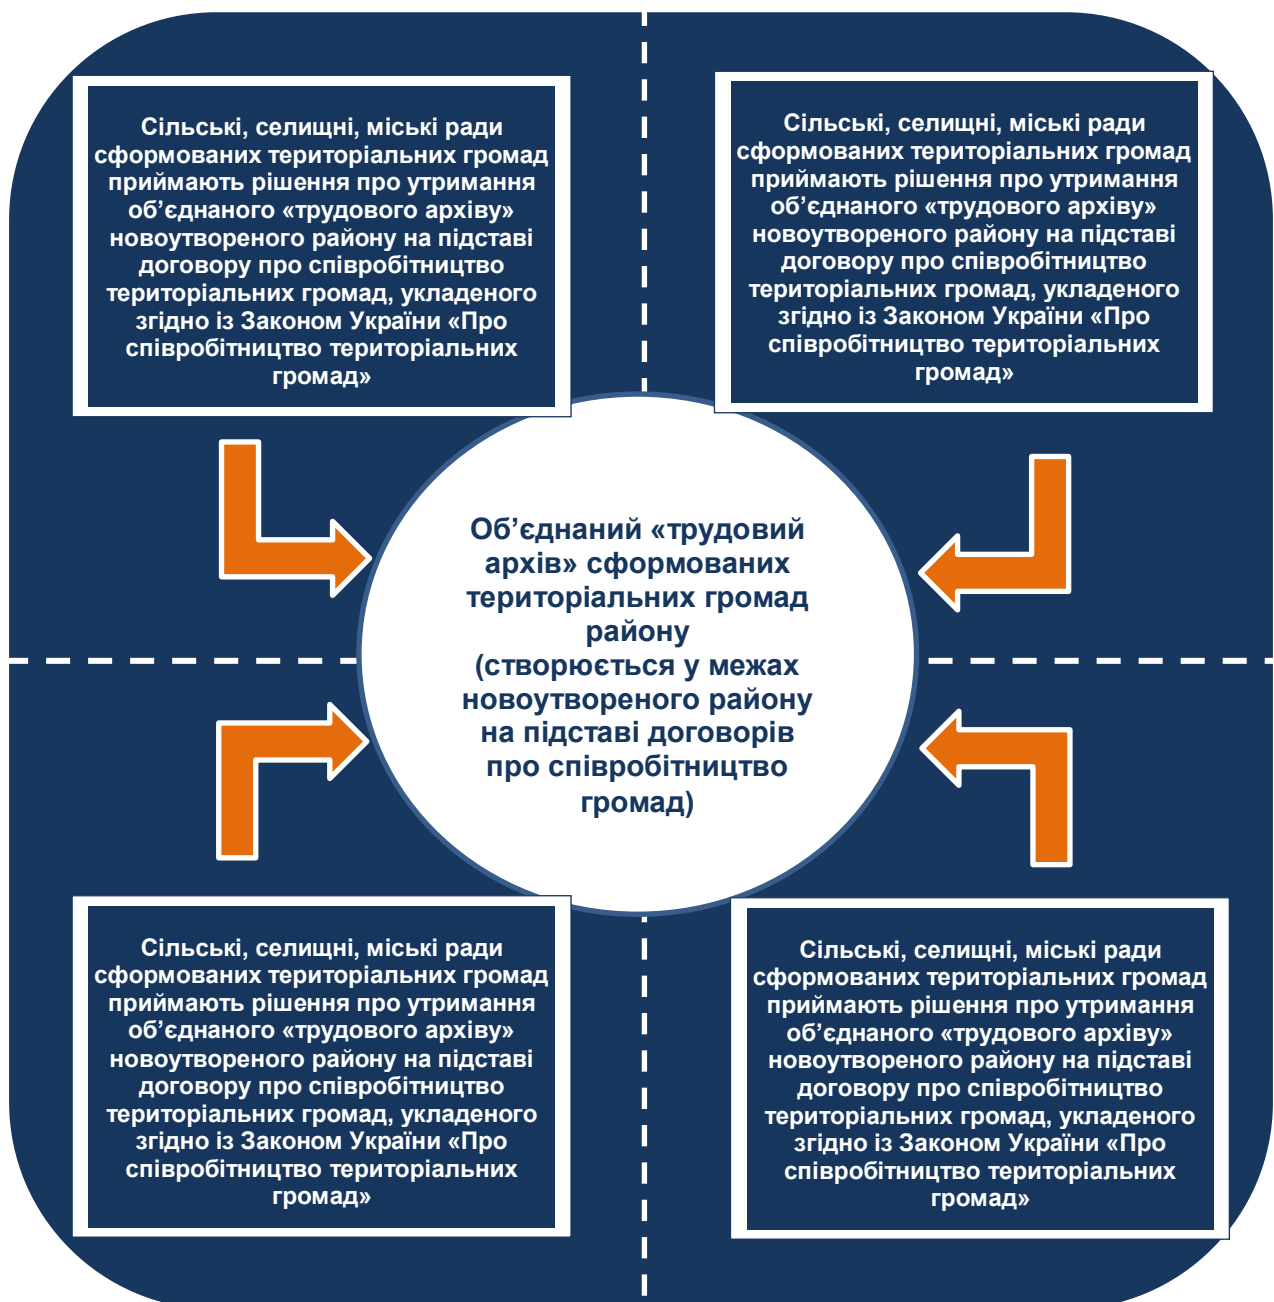 Сільські, селищні, міські ради
сформованих територіальних громад
приймають рішення про утримання
об’єднаного «трудового архіву»
новоутвореного району на підставі
договору про співробітництво
територіальних громад, укладеного
згідно із Законом України «Про
співробітництво територіальних
громад»
Сільські, селищні, міські ради
сформованих територіальних громад
приймають рішення про утримання
об’єднаного «трудового архіву»
новоутвореного району на підставі
договору про співробітництво
територіальних громад, укладеного
згідно із Законом України «Про
співробітництво територіальних
громад»
Об’єднаний «трудовий
архів» сформованих
територіальних громад
району
(створюється у межах
новоутвореного району
на підставі договорів
про співробітництво
громад)
Сільські, селищні, міські ради
сформованих територіальних громад
приймають рішення про утримання
об’єднаного «трудового архіву»
новоутвореного району на підставі
договору про співробітництво
територіальних громад, укладеного
згідно із Законом України «Про
співробітництво територіальних
громад»
Сільські, селищні, міські ради
сформованих територіальних громад
приймають рішення про утримання
об’єднаного «трудового архіву»
новоутвореного району на підставі
договору про співробітництво
територіальних громад, укладеного
згідно із Законом України «Про
співробітництво територіальних
громад»